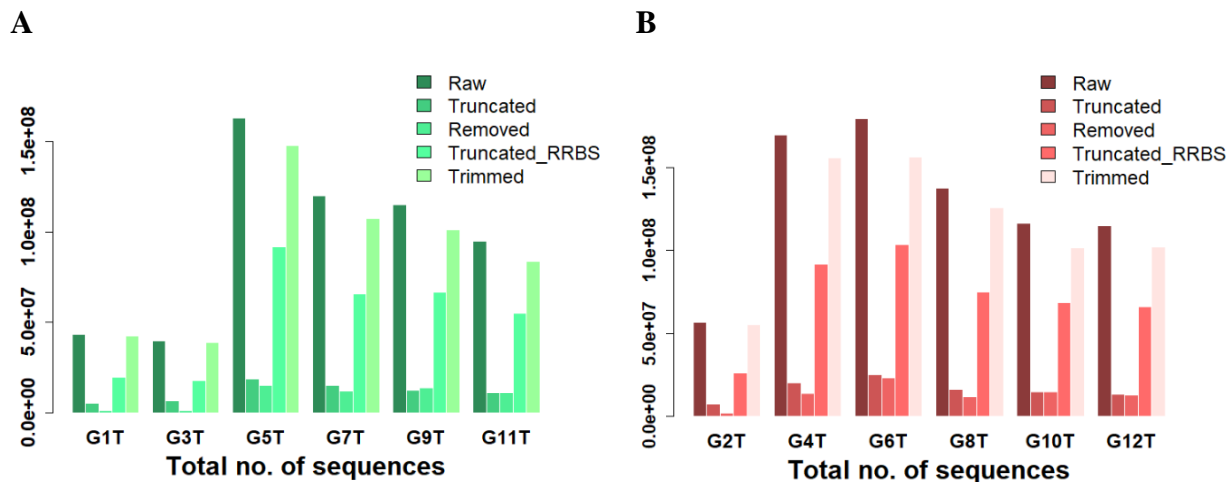 A
Raw
Truncated
Removed
Truncated_RRBS
Trimmed
1.5e+08
1.0e+08
5.0e+07
0.0e+00
G1T G3T G5T G7T G9T G11T
Total no. of sequences
B
Raw
Truncated
Removed
Truncated_RRBS
Trimmed
1.5e+08
1.0e+08
5.0e+07
0.0e+00
G2T G4T G6T G8T G10T G12T
Total no. of sequences